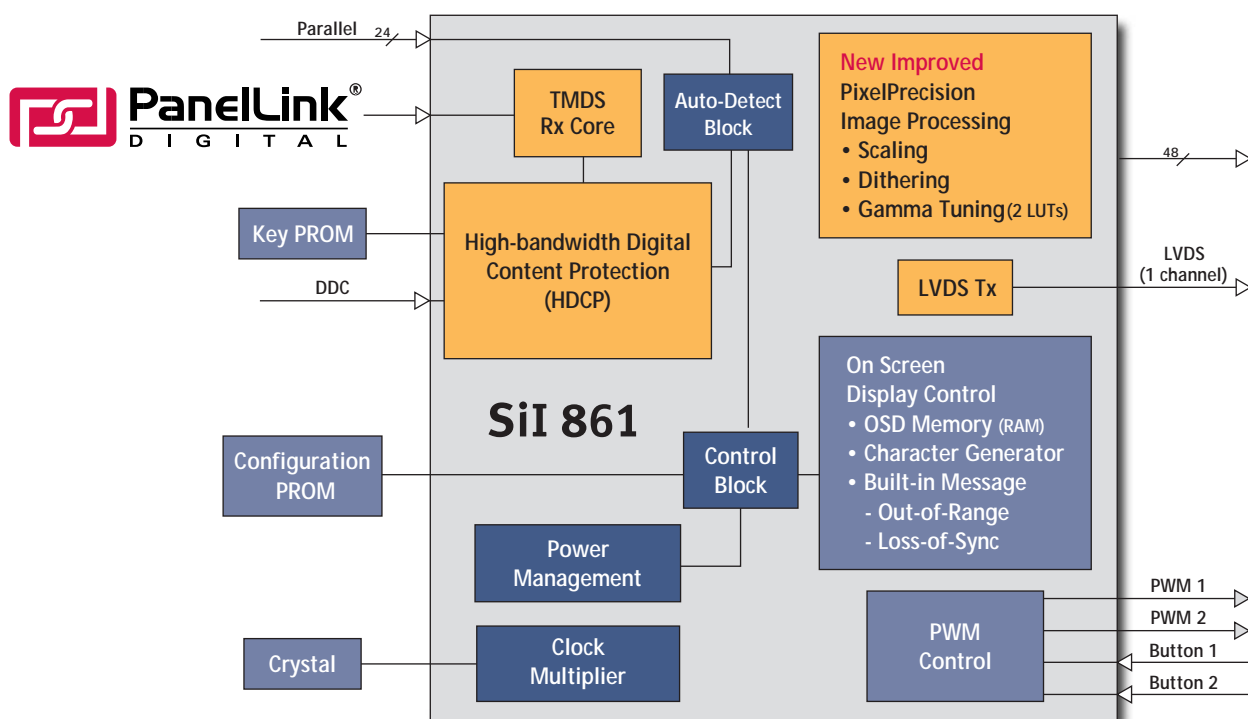 Parallel 24
PanelLink®
DIGITAL
TMDS
Rx Core
Auto-Detect
Block
New Improved
PixelPrecision
Image Processing
• Scaling
• Dithering
• Gamma Tuning (2 LUTs)
48
Key PROM
High-bandwidth Digital
Content Protection
(HDCP)
DDC
LVDS Tx
LVDS
(1 channel)
SiI 861
On Screen
Display Control
• OSD Memory (RAM)
• Character Generator
• Built-in Message
- Out-of-Range
- Loss-of-Sync
Configuration
PROM
Control
Block
Power
Management
PWM
Control
PWM 1
PWM 2
Button 1
Button 2
Crystal
Clock
Multiplier